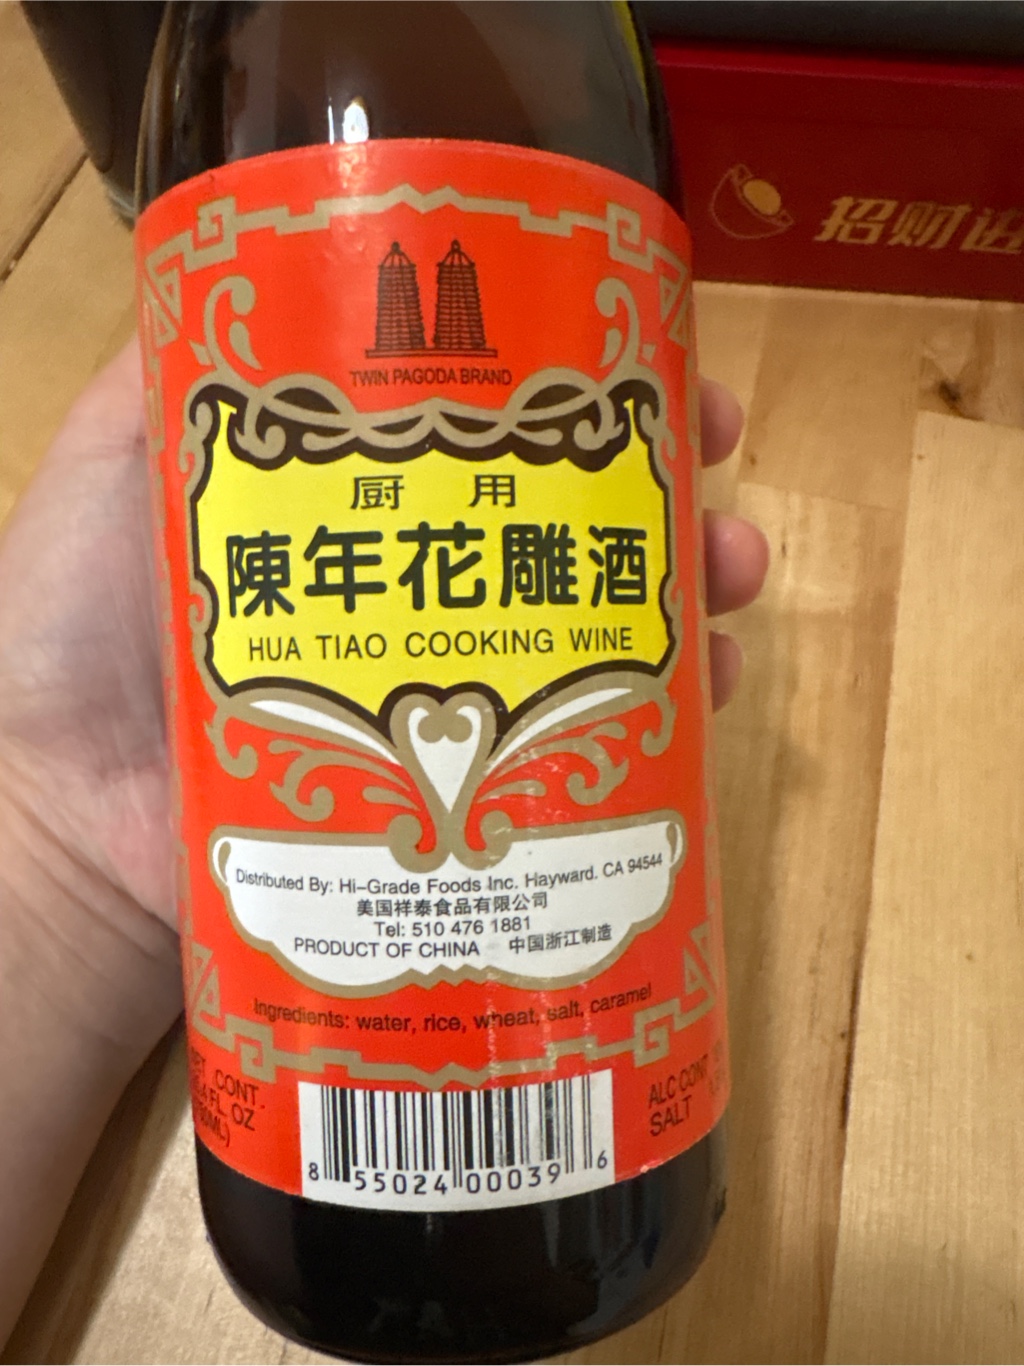 招财进
TWIN PAGODA BRAND
厨 用
陳年花雕酒
HUA TIAO COOKING WINE
Distributed By: Hi-Grade Foods Inc. Hayward. CA 94544
美国祥泰食品有限公司
Tel: 510 476 1881
PRODUCT OF CHINA 中国浙江制造
Ingredients: water, rice, wheat, salt, caramel
CONT.
FL. OZ
ALC CONT
SALT
8 55024 00039 6